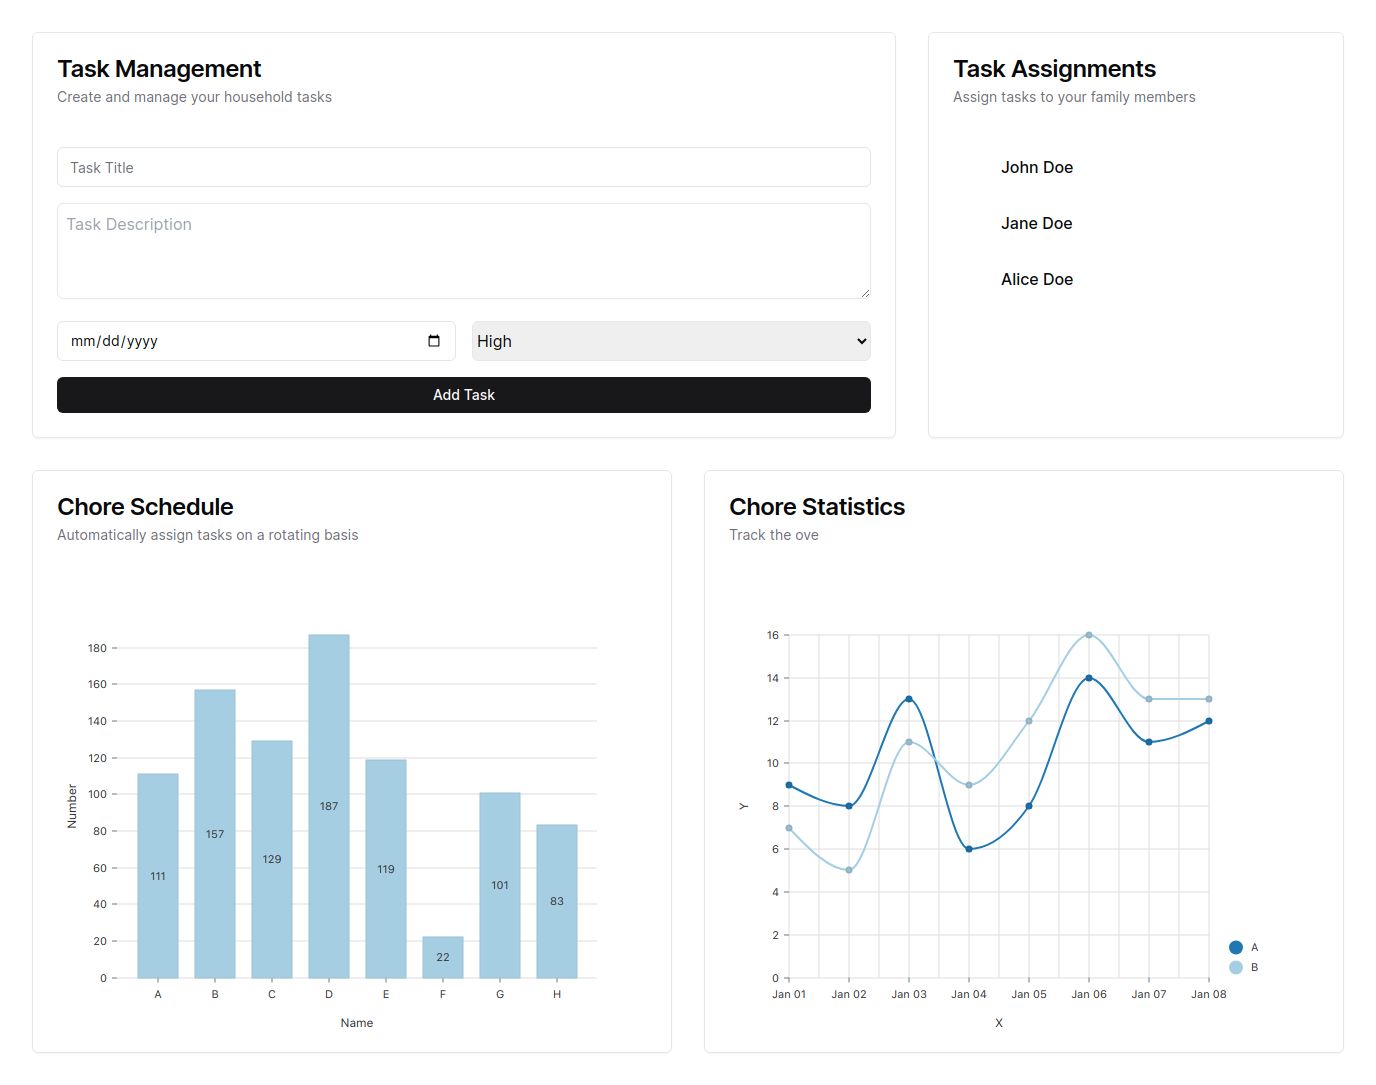 Task Management
Create and manage your household tasks
Task Title
Task Description
mm/dd/yyyy
High
Add Task
Task Assignments
Assign tasks to your family members
John Doe
Jane Doe
Alice Doe
Chore Schedule
Automatically assign tasks on a rotating basis
180
160
140
120
100
80
60
40
20
0
Number
111
157
129
187
119
22
101
83
A B C D E F G H
Name
Chore Statistics
Track the ove
16
14
12
10
8
6
4
2
0
Y
Jan 01 Jan 02 Jan 03 Jan 04 Jan 05 Jan 06 Jan 07 Jan 08
X
A
B